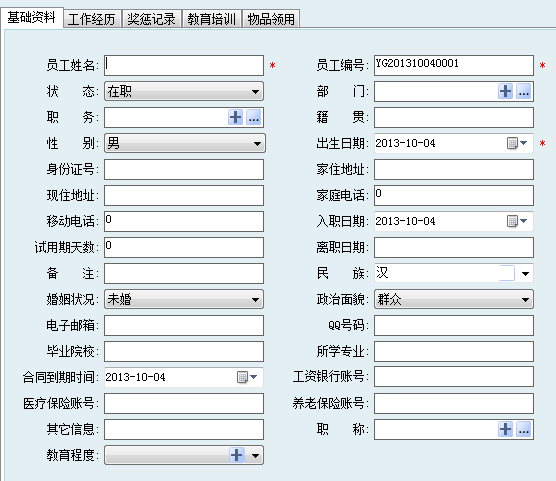 基础资料 工作经历 奖惩记录 教育培训 物品领用
员工姓名: * 员工编号: YG201310040001 *
状 态: 在职 部 门:
职 务: 籍 贯:
性 别: 男 出生日期: 2013-10-04 *
身份证号: 家住地址:
现住地址: 家庭电话: 0
移动电话: 0 入职日期: 2013-10-04
试用期天数: 0 离职日期:
备 注: 民 族: 汉
婚姻状况: 未婚 政治面貌: 群众
电子邮箱: QQ号码:
毕业院校: 所学专业:
合同到期时间: 2013-10-04 工资银行账号:
医疗保险账号: 养老保险账号:
其它信息: 职 称:
教育程度: